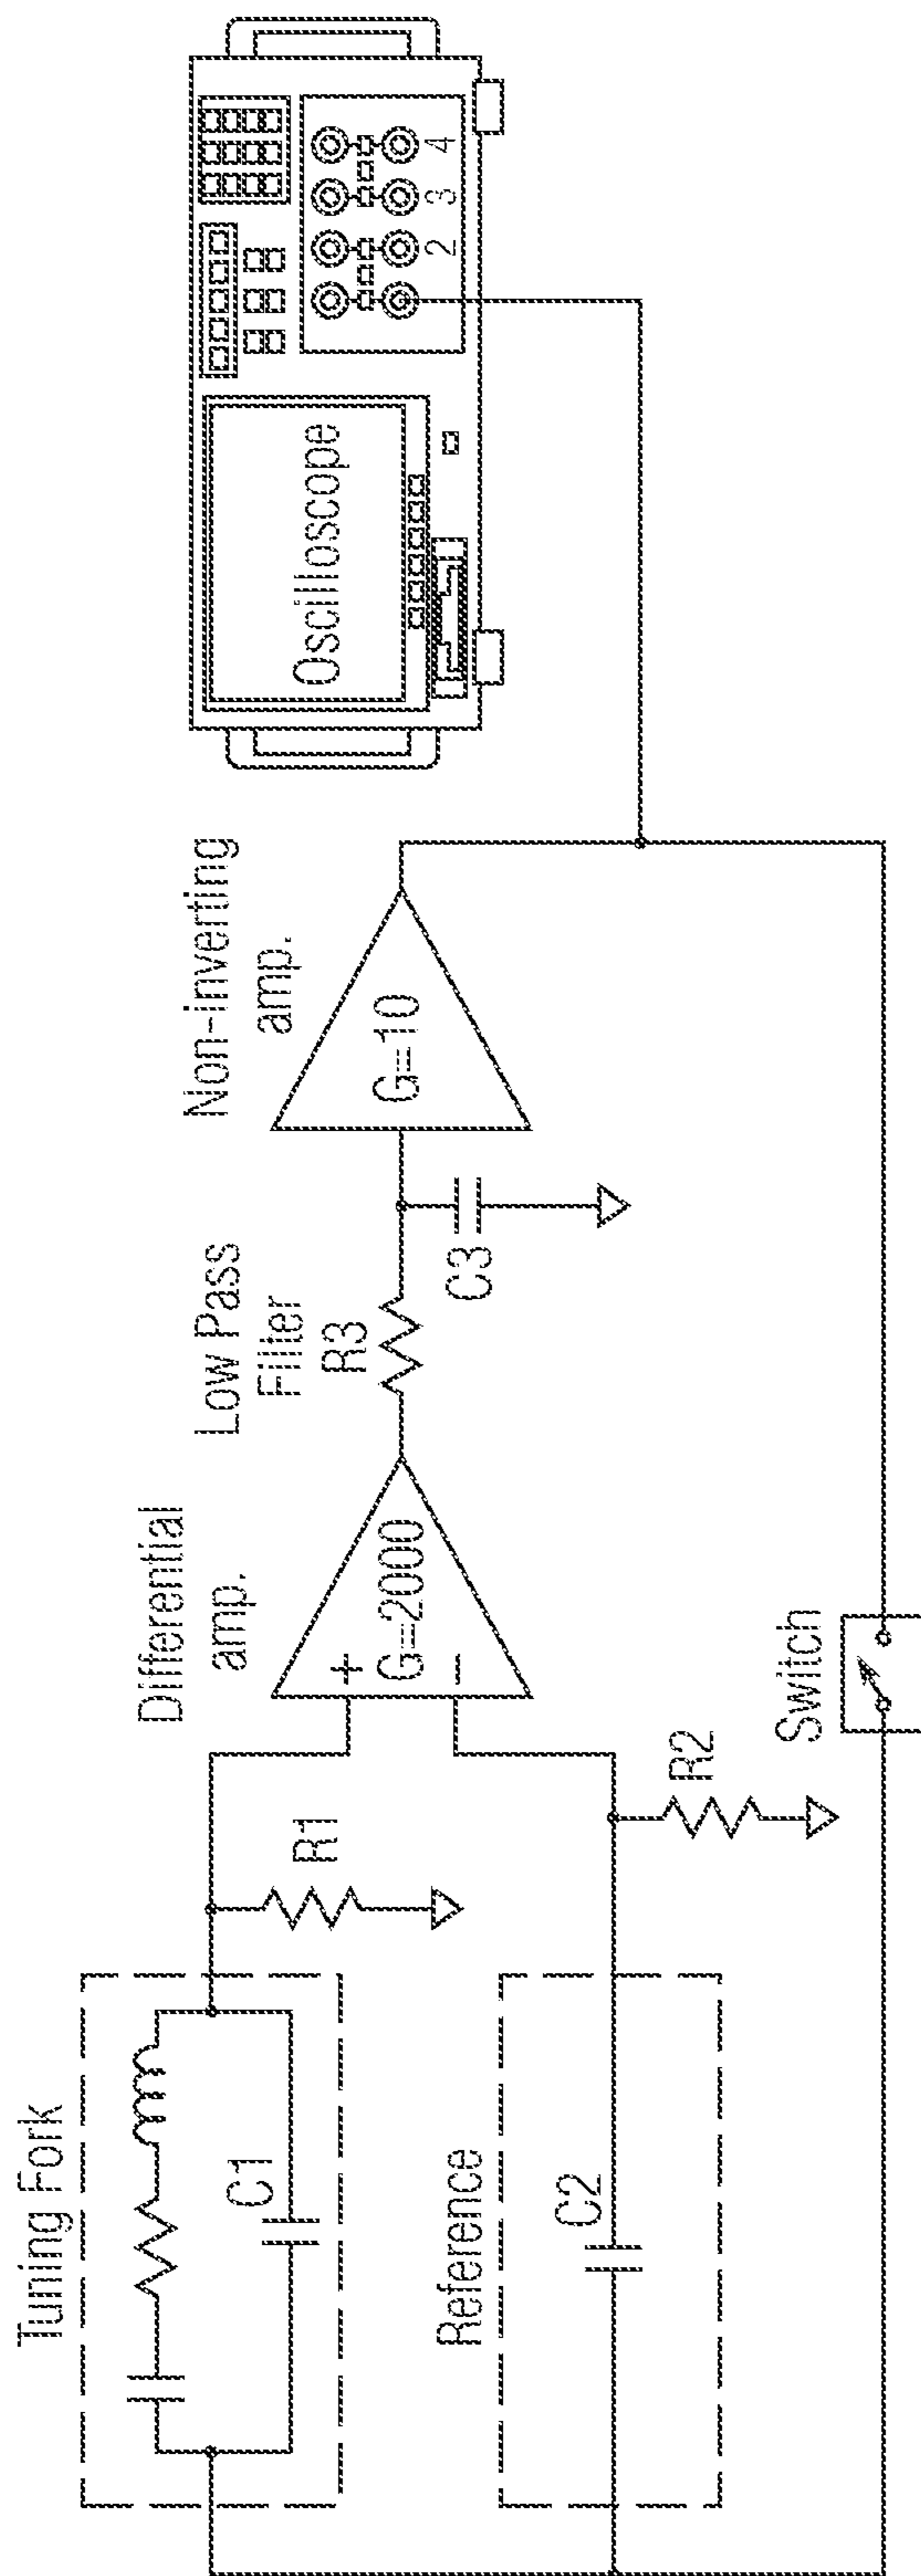 Tuning Fork
C1
R1
Reference
C2
R2
Differential
amp.
+
G=2000
−
Low Pass
Filter
R3
C3
Non-inverting
amp.
G=10
Switch
Oscilloscope
2 3 4